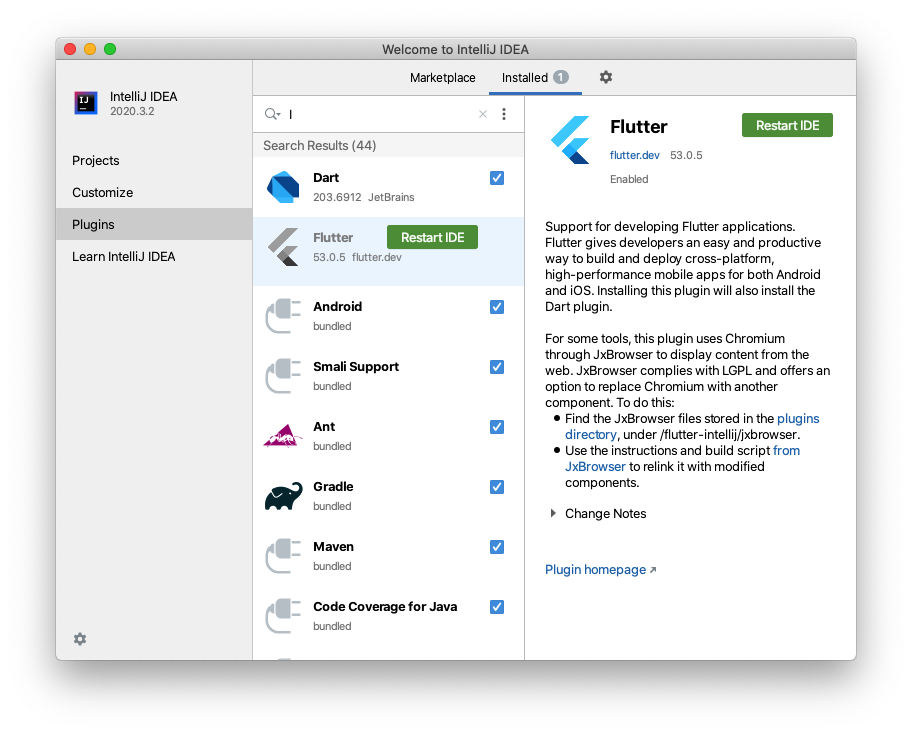 Welcome to IntelliJ IDEA
IJ
IntelliJ IDEA
2020.3.2
Projects
Customize
Plugins
Learn IntelliJ IDEA
Marketplace
Installed 1
l
Search Results (44)
Dart
203.6912 JetBrains
Flutter
Restart IDE
53.0.5 flutter.dev
Android
bundled
Smali Support
bundled
Ant
bundled
Gradle
bundled
Maven
bundled
Code Coverage for Java
bundled
Flutter
Restart IDE
flutter.dev 53.0.5
Enabled
Support for developing Flutter applications.
Flutter gives developers an easy and productive
way to build and deploy cross-platform,
high-performance mobile apps for both Android
and iOS. Installing this plugin will also install the
Dart plugin.
For some tools, this plugin uses Chromium
through JxBrowser to display content from the
web. JxBrowser complies with LGPL and offers an
option to replace Chromium with another
component. To do this:
• Find the JxBrowser files stored in the plugins
directory, under /flutter-intellij/jxbrowser.
• Use the instructions and build script from
JxBrowser to relink it with modified
components.
Change Notes
Plugin homepage ↗